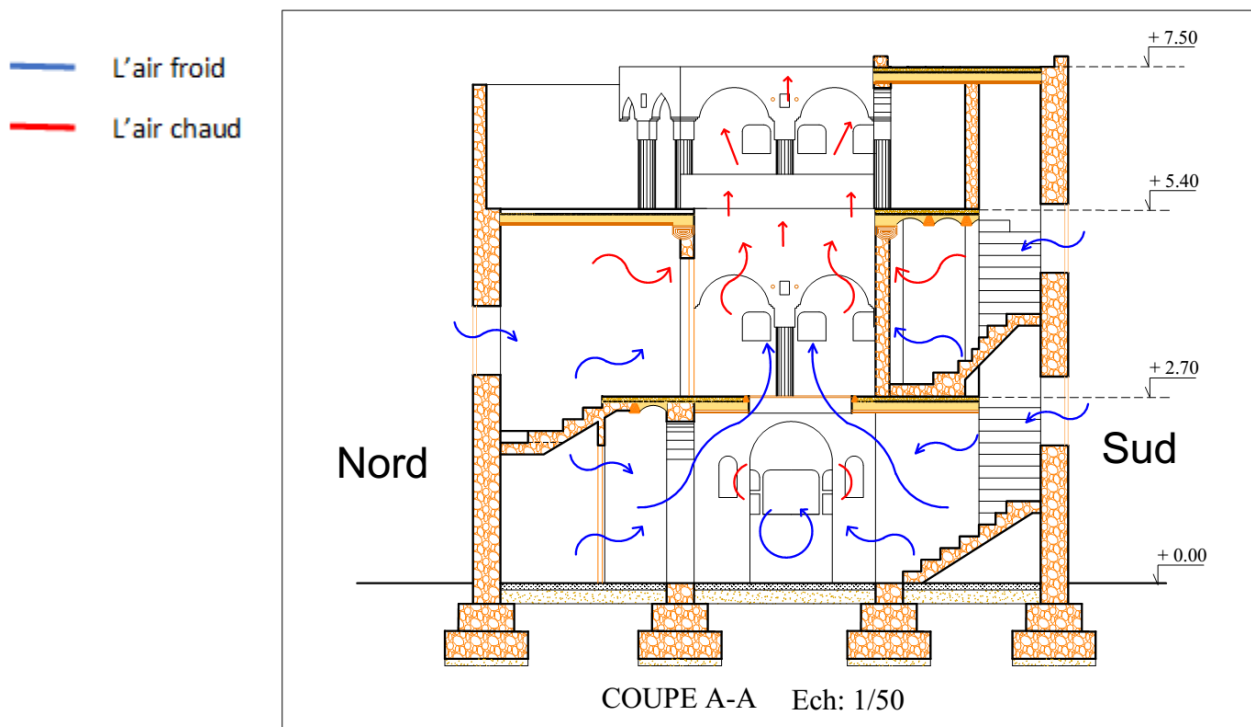 L'air froid
L'air chaud
+ 7.50
+ 5.40
+ 2.70
Nord
Sud
+ 0.00
COUPE A-A Ech: 1/50